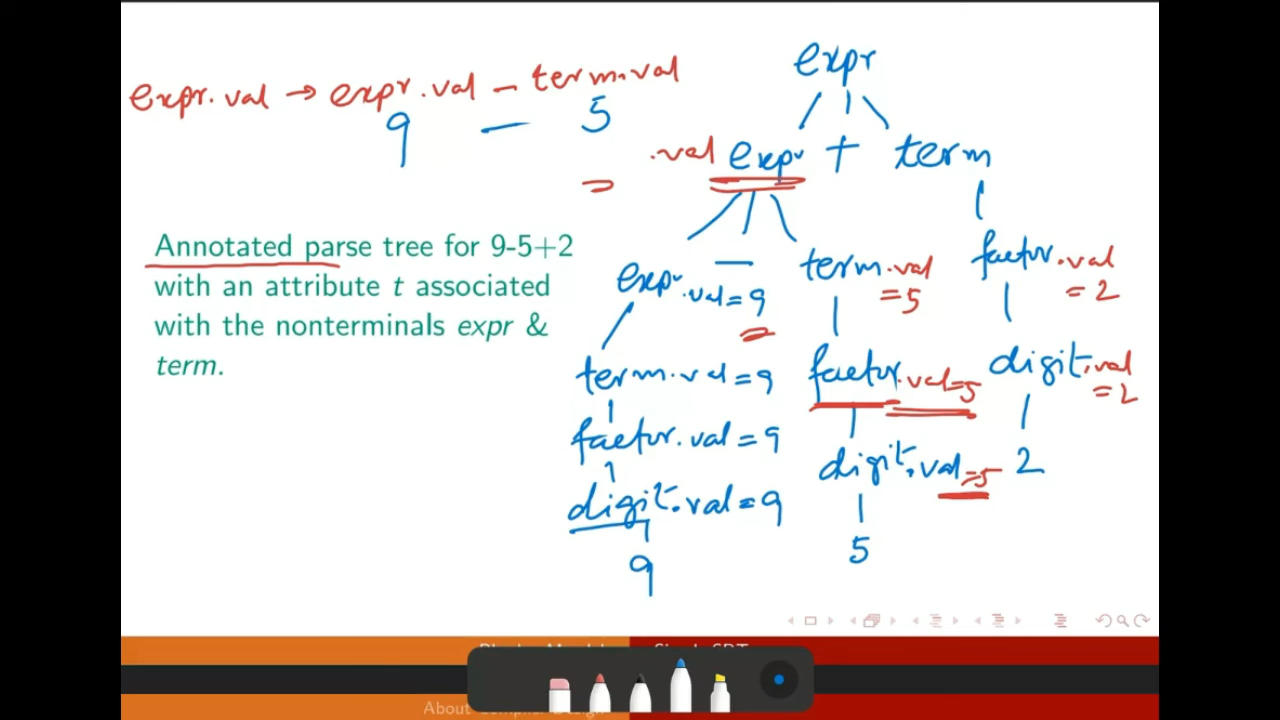 expr
expr.val → expr.val - term.val
9 - 5
=
.val expr + term
Annotated parse tree for 9-5+2
with an attribute t associated
with the nonterminals expr &
term.
expr.val=9 - term.val =5 factor.val =2
term.val=9 factor.val=5 digit.val =2
factor.val=9 digit.val=5 2
digit.val=9 5
9